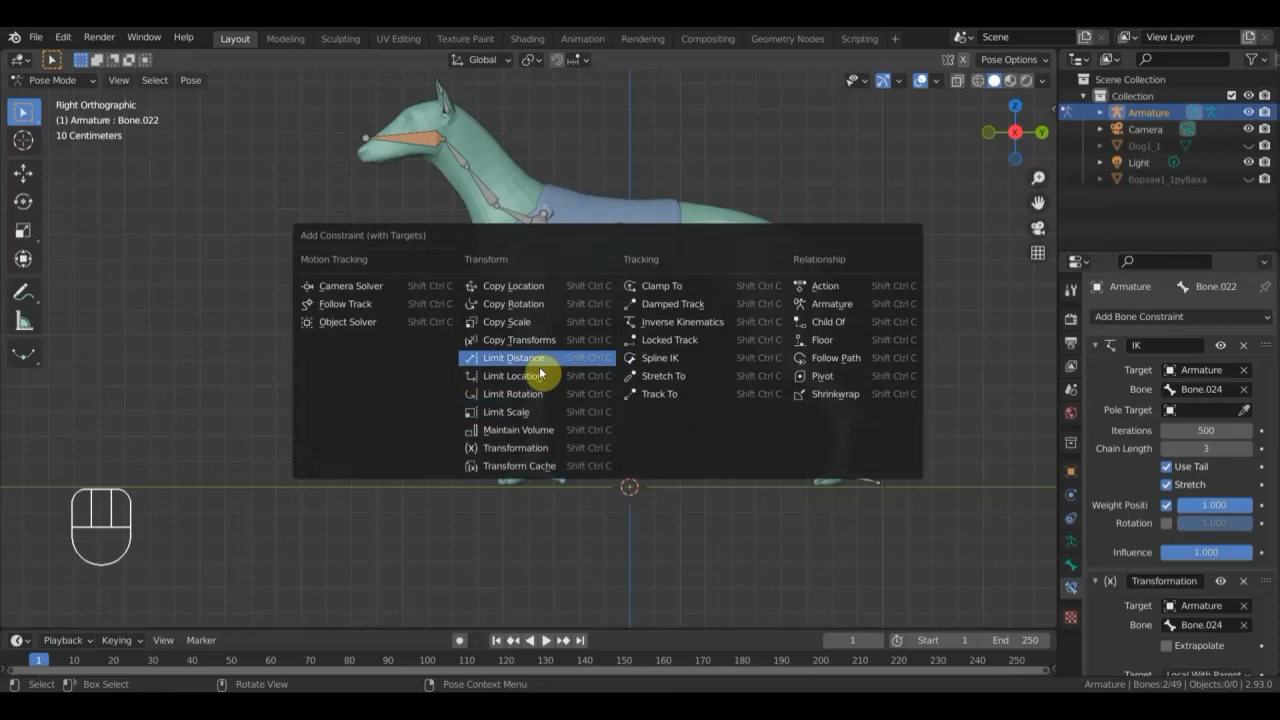 File Edit Render Window Help Layout Modeling Sculpting UV Editing Texture Paint Shading Animation Rendering Compositing Geometry Nodes Scripting + Scene View Layer
Global Pose Options
Pose Mode View Select Pose
Right Orthographic
(1) Armature : Bone.022
10 Centimeters
Z
X
Y
Scene Collection
Collection
Armature
Camera
Dog1_1
Light
борзая1_1рубаха
Add Constraint (with Targets)
Motion Tracking
Camera Solver Shift Ctrl C
Follow Track Shift Ctrl C
Object Solver Shift Ctrl C
Transform
Copy Location Shift Ctrl C
Copy Rotation Shift Ctrl C
Copy Scale Shift Ctrl C
Copy Transforms Shift Ctrl C
Limit Distance Shift Ctrl C
Limit Location Shift Ctrl C
Limit Rotation Shift Ctrl C
Limit Scale Shift Ctrl C
Maintain Volume Shift Ctrl C
Transformation Shift Ctrl C
Transform Cache Shift Ctrl C
Tracking
Clamp To Shift Ctrl C
Damped Track Shift Ctrl C
Inverse Kinematics Shift Ctrl C
Locked Track Shift Ctrl C
Spline IK Shift Ctrl C
Stretch To Shift Ctrl C
Track To Shift Ctrl C
Relationship
Action Shift Ctrl C
Armature Shift Ctrl C
Child Of Shift Ctrl C
Floor Shift Ctrl C
Follow Path Shift Ctrl C
Pivot Shift Ctrl C
Shrinkwrap Shift Ctrl C
Armature Bone.022
Add Bone Constraint
IK
Target Armature
Bone Bone.024
Pole Target
Iterations 500
Chain Length 3
Use Tail
Stretch
Weight Positi 1.000
Rotation 1.000
Influence 1.000
(x) Transformation
Target Armature
Bone Bone.024
Extrapolate
Target Local With Parent
Playback Keying View Marker 1 Start 1 End 250
1 10 20 30 40 50 60 70 80 90 100 110 120 130 140 150 160 170 180 190 200 210 220 230 240 250
Select Box Select Rotate View Pose Context Menu Armature | Bones:2/49 | Objects:0/0 | 2.93.0